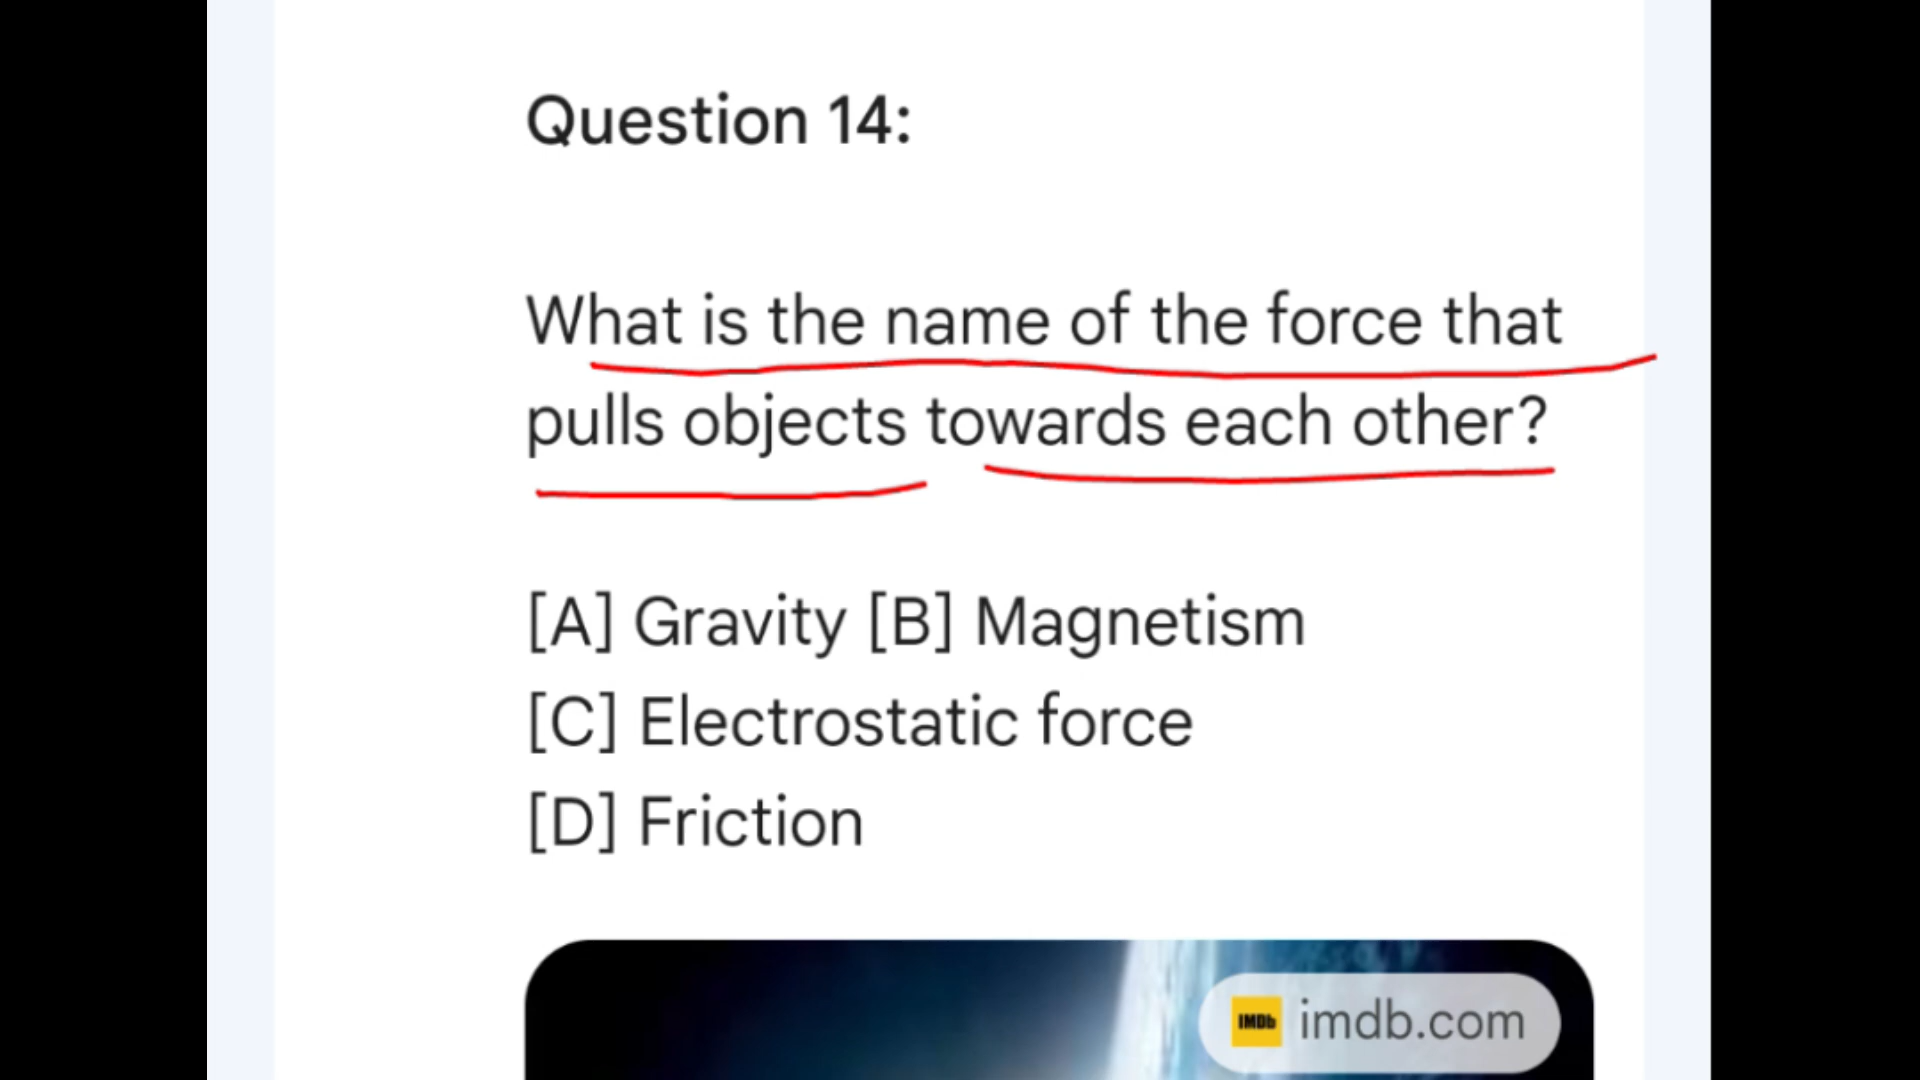 Question 14:
What is the name of the force that
pulls objects towards each other?
[A] Gravity [B] Magnetism
[C] Electrostatic force
[D] Friction
IMDb imdb.com